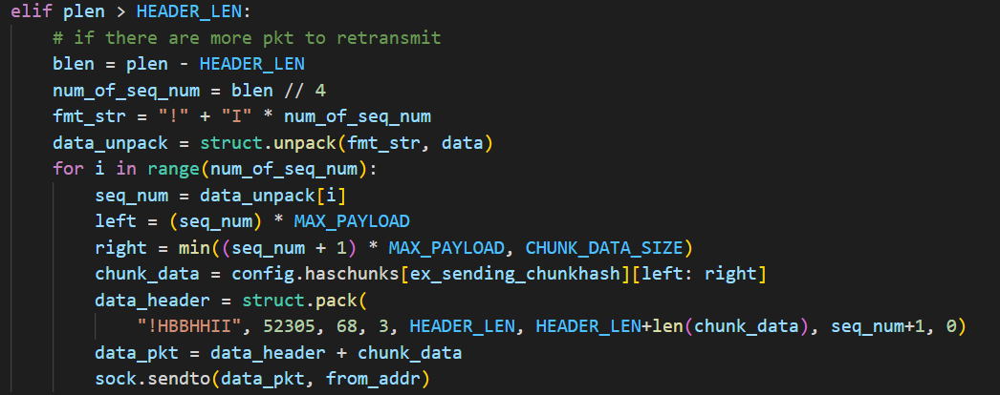 elif plen > HEADER_LEN:
    # if there are more pkt to retransmit
    blen = plen - HEADER_LEN
    num_of_seq_num = blen // 4
    fmt_str = "!" + "I" * num_of_seq_num
    data_unpack = struct.unpack(fmt_str, data)
    for i in range(num_of_seq_num):
        seq_num = data_unpack[i]
        left = (seq_num) * MAX_PAYLOAD
        right = min((seq_num + 1) * MAX_PAYLOAD, CHUNK_DATA_SIZE)
        chunk_data = config.haschunks[ex_sending_chunkhash][left: right]
        data_header = struct.pack(
            "!HBBHHII", 52305, 68, 3, HEADER_LEN, HEADER_LEN+len(chunk_data), seq_num+1, 0)
        data_pkt = data_header + chunk_data
        sock.sendto(data_pkt, from_addr)